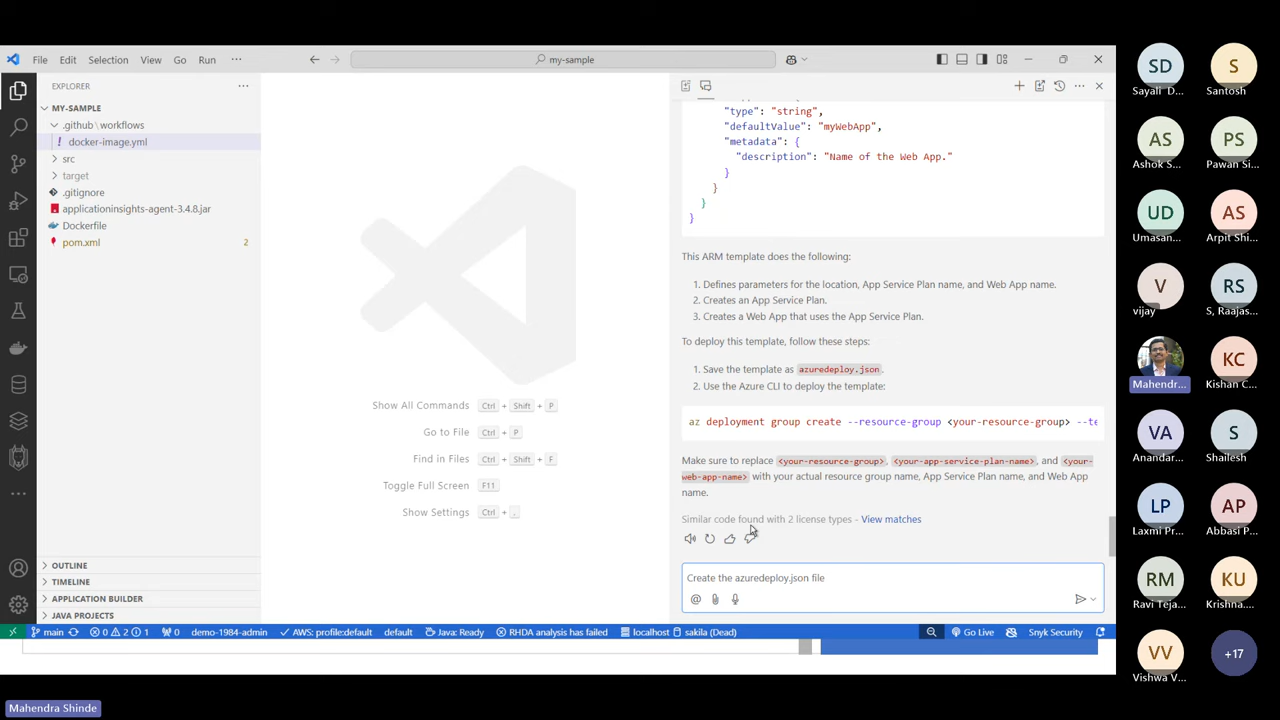 File Edit Selection View Go Run ···
my-sample
EXPLORER
MY-SAMPLE
.github\workflows
! docker-image.yml
src
target
.gitignore
applicationinsights-agent-3.4.8.jar
Dockerfile
pom.xml 2
OUTLINE
TIMELINE
APPLICATION BUILDER
JAVA PROJECTS
Show All Commands Ctrl + Shift + P
Go to File Ctrl + P
Find in Files Ctrl + Shift + F
Toggle Full Screen F11
Show Settings Ctrl + ,
"type": "string",
"defaultValue": "myWebApp",
"metadata": {
"description": "Name of the Web App."
}
}
}
}
This ARM template does the following:
1. Defines parameters for the location, App Service Plan name, and Web App name.
2. Creates an App Service Plan.
3. Creates a Web App that uses the App Service Plan.
To deploy this template, follow these steps:
1. Save the template as azuredeploy.json.
2. Use the Azure CLI to deploy the template:
az deployment group create --resource-group <your-resource-group> --te
Make sure to replace <your-resource-group>, <your-app-service-plan-name>, and <your-
web-app-name> with your actual resource group name, App Service Plan name, and Web App
name.
Similar code found with 2 license types - View matches
Create the azuredeploy.json file
main 0 2 1 0 demo-1984-admin AWS: profile:default default Java: Ready RHDA analysis has failed localhost sakila (Dead) Go Live Snyk Security
SD S
Sayali D... Santosh
AS PS
Ashok S... Pawan Si...
UD AS
Umasan... Arpit Shi...
V RS
vijay S, Raajas...
KC
Mahendr... Kishan C...
VA S
Anandar... Shailesh
LP AP
Laxmi Pr... Abbasi P...
RM KU
Ravi Teja... Krishna...
VV +17
Vishwa V...
Mahendra Shinde